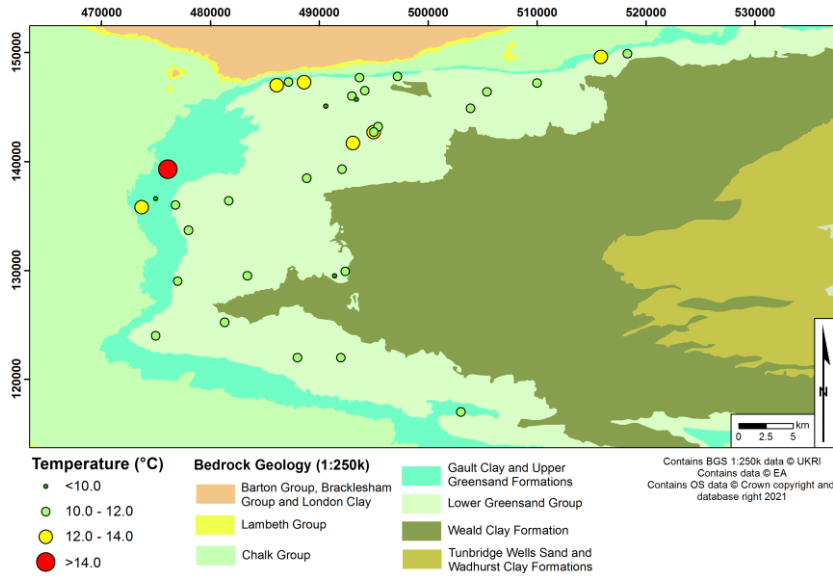 470000 480000 490000 500000 510000 520000 530000
150000
140000
130000
120000
N
0 2.5 5 km
Temperature (°C)
<10.0
10.0 - 12.0
12.0 - 14.0
>14.0
Bedrock Geology (1:250k)
Barton Group, Bracklesham
Group and London Clay
Lambeth Group
Chalk Group
Gault Clay and Upper
Greensand Formations
Lower Greensand Group
Weald Clay Formation
Tunbridge Wells Sand and
Wadhurst Clay Formations
Contains BGS 1:250k data © UKRI
Contains data © EA
Contains OS data © Crown copyright and
database right 2021